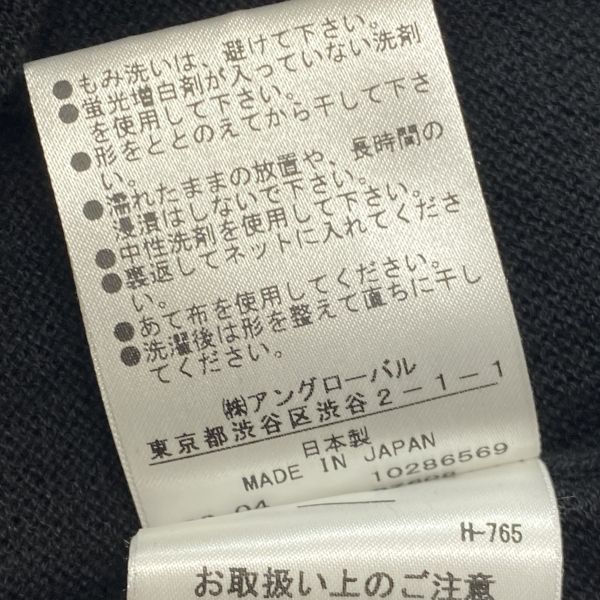 ●もみ洗いは、避けて下さい。
●蛍光増白剤が入っていない洗剤
を使用して下さい。
●形をととのえてから干して下さ
い。
●濡れたままの放置や、長時間の
浸漬はしないで下さい。
●中性洗剤を使用して下さい。
●裏返してネットに入れてくださ
い。
●あて布を使用してください。
●洗濯後は形を整えて直ちに干し
てください。
㈱アングローバル
東京都渋谷区渋谷2-1-1
日本製
MADE IN JAPAN
10286569
H-765
お取扱い上のご注意